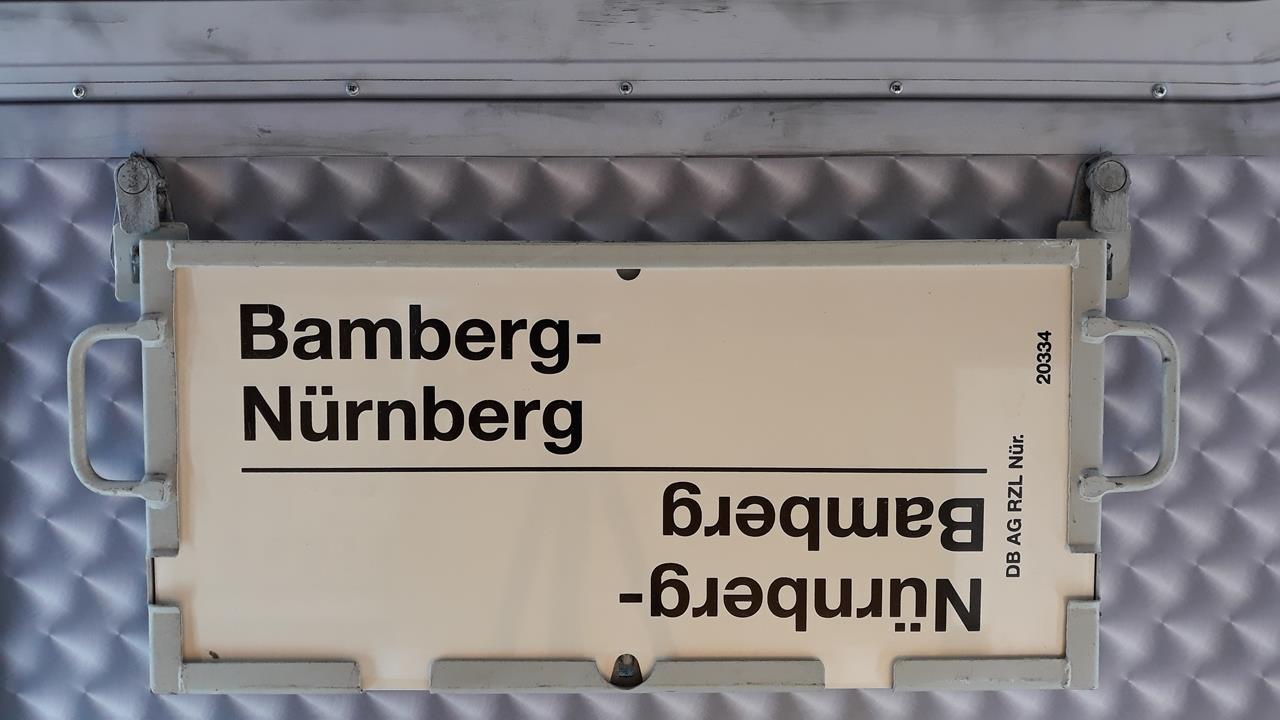 Bamberg-
Nürnberg
Nürnberg-
Bamberg
20334
DB AG RZL Nür.